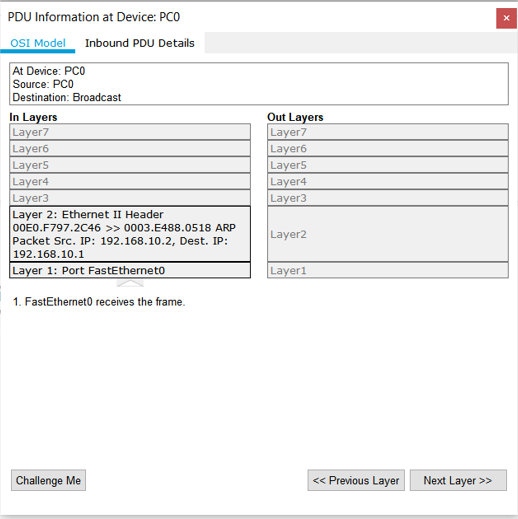 PDU Information at Device: PC0
OSI Model Inbound PDU Details
At Device: PC0
Source: PC0
Destination: Broadcast
In Layers
Layer7
Layer6
Layer5
Layer4
Layer3
Layer 2: Ethernet II Header
00E0.F797.2C46 >> 0003.E488.0518 ARP
Packet Src. IP: 192.168.10.2, Dest. IP:
192.168.10.1
Layer 1: Port FastEthernet0
Out Layers
Layer7
Layer6
Layer5
Layer4
Layer3
Layer2
Layer1
1. FastEthernet0 receives the frame.
Challenge Me << Previous Layer Next Layer >>